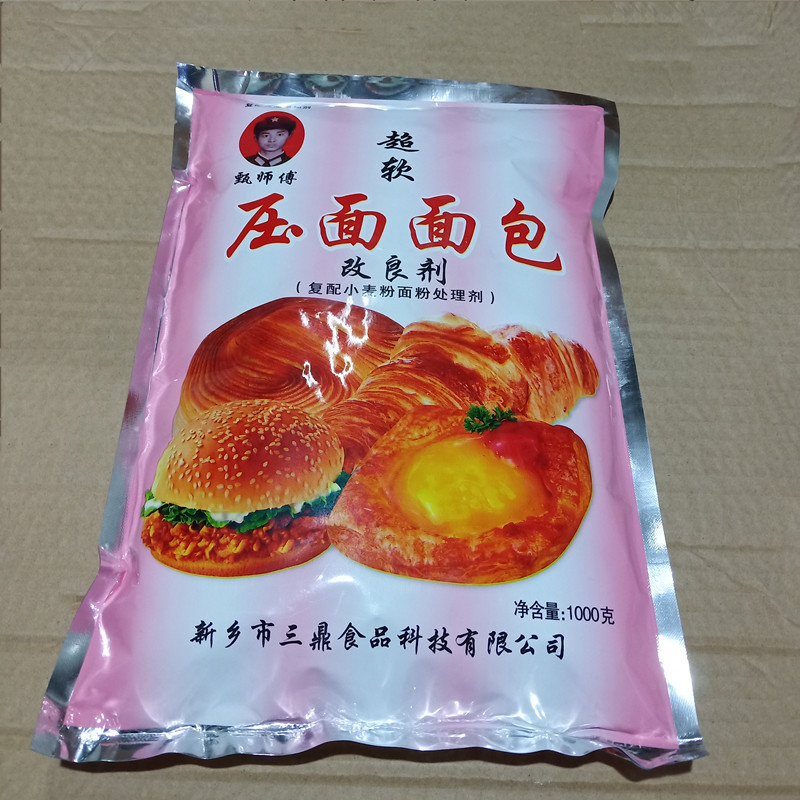 甄师傅
超软
压面面包
改良剂
（复配小麦粉面粉处理剂）
净含量:1000克
新乡市三鼎食品科技有限公司